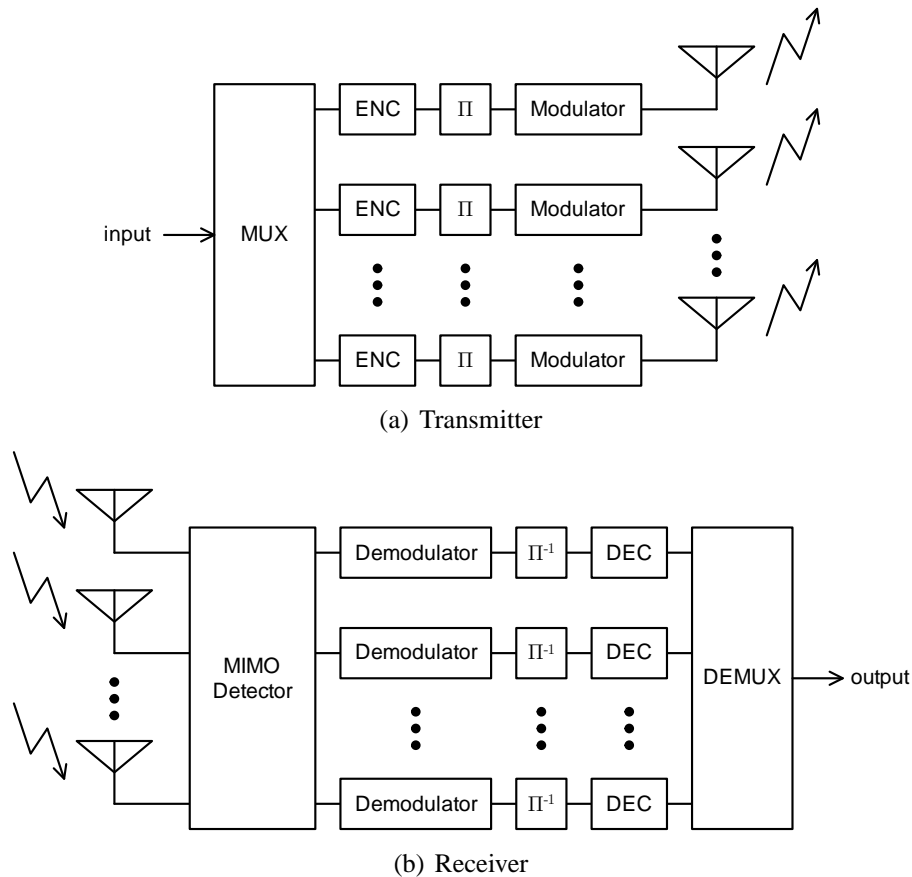 ENC Π Modulator
input MUX ENC Π Modulator
ENC Π Modulator
(a) Transmitter
Demodulator Π-1 DEC
MIMO Detector Demodulator Π-1 DEC DEMUX output
Demodulator Π-1 DEC
(b) Receiver